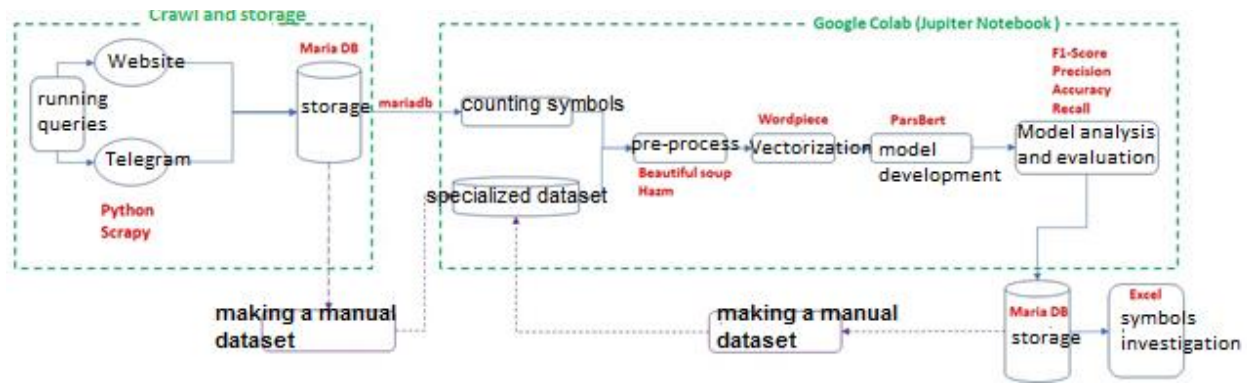 Crawl and storage
Google Colab (Jupiter Notebook )
Website
running
queries
Telegram
Python
Scrapy
Maria DB
storage
mariadb
counting symbols
specialized dataset
pre-process
Beautiful soup
Hazm
Wordpiece
Vectorization
ParsBert
model
development
F1-Score
Precision
Accuracy
Recall
Model analysis
and evaluation
making a manual
dataset
making a manual
dataset
Maria DB
storage
Excel
symbols
investigation